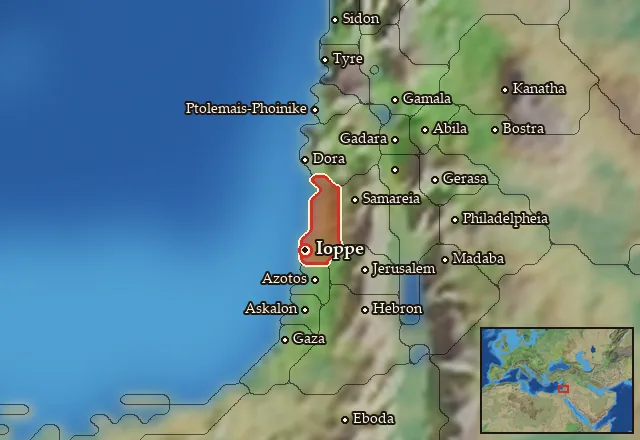 Sidon
Tyre
Kanatha
Gamala
Ptolemais-Phoinike
Abila
Bostra
Gadara
Dora
Gerasa
Samareia
Philadelpheia
Ioppe
Madaba
Jerusalem
Azotos
Askalon
Hebron
Gaza
Eboda